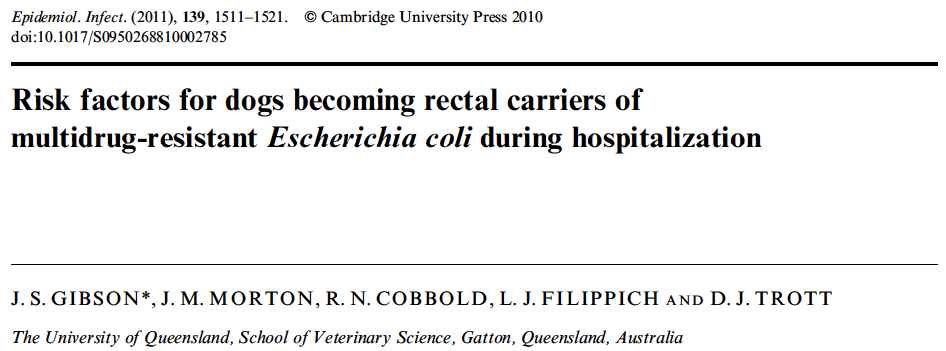 Epidemiol. Infect. (2011), 139, 1511–1521. © Cambridge University Press 2010
doi:10.1017/S0950268810002785
Risk factors for dogs becoming rectal carriers of
multidrug-resistant Escherichia coli during hospitalization
J. S. GIBSON*, J. M. MORTON, R. N. COBBOLD, L. J. FILIPPICH AND D. J. TROTT
The University of Queensland, School of Veterinary Science, Gatton, Queensland, Australia